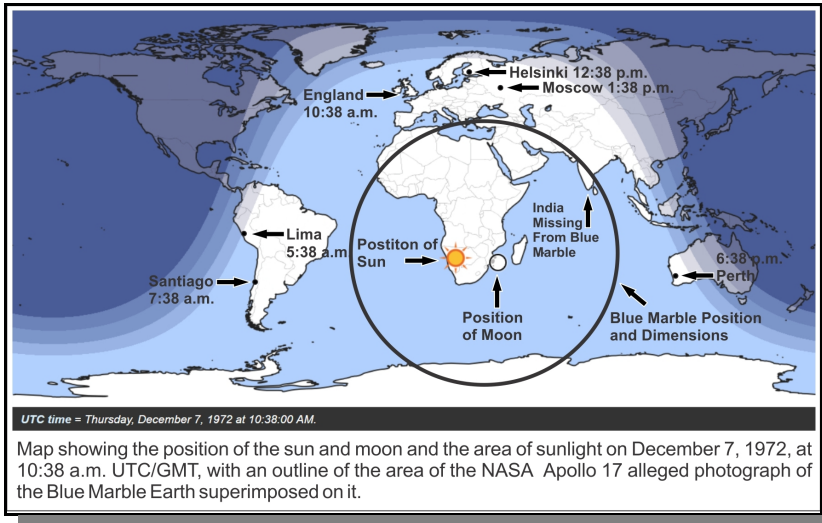 Helsinki 12:38 p.m.
Moscow 1:38 p.m.
England
10:38 a.m.
India
Missing
From Blue
Marble
Lima
5:38 a.m.
Postiton of
Sun
6:38 p.m.
Perth
Santiago
7:38 a.m.
Position
of Moon
Blue Marble Position
and Dimensions
UTC time = Thursday, December 7, 1972 at 10:38:00 AM.
Map showing the position of the sun and moon and the area of sunlight on December 7, 1972, at
10:38 a.m. UTC/GMT, with an outline of the area of the NASA Apollo 17 alleged photograph of
the Blue Marble Earth superimposed on it.